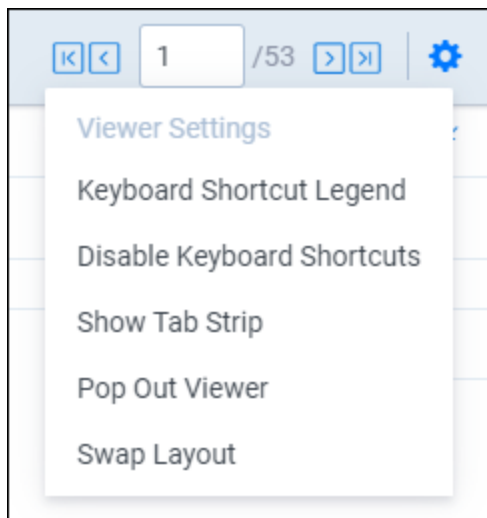 1 /53
Viewer Settings
Keyboard Shortcut Legend
Disable Keyboard Shortcuts
Show Tab Strip
Pop Out Viewer
Swap Layout